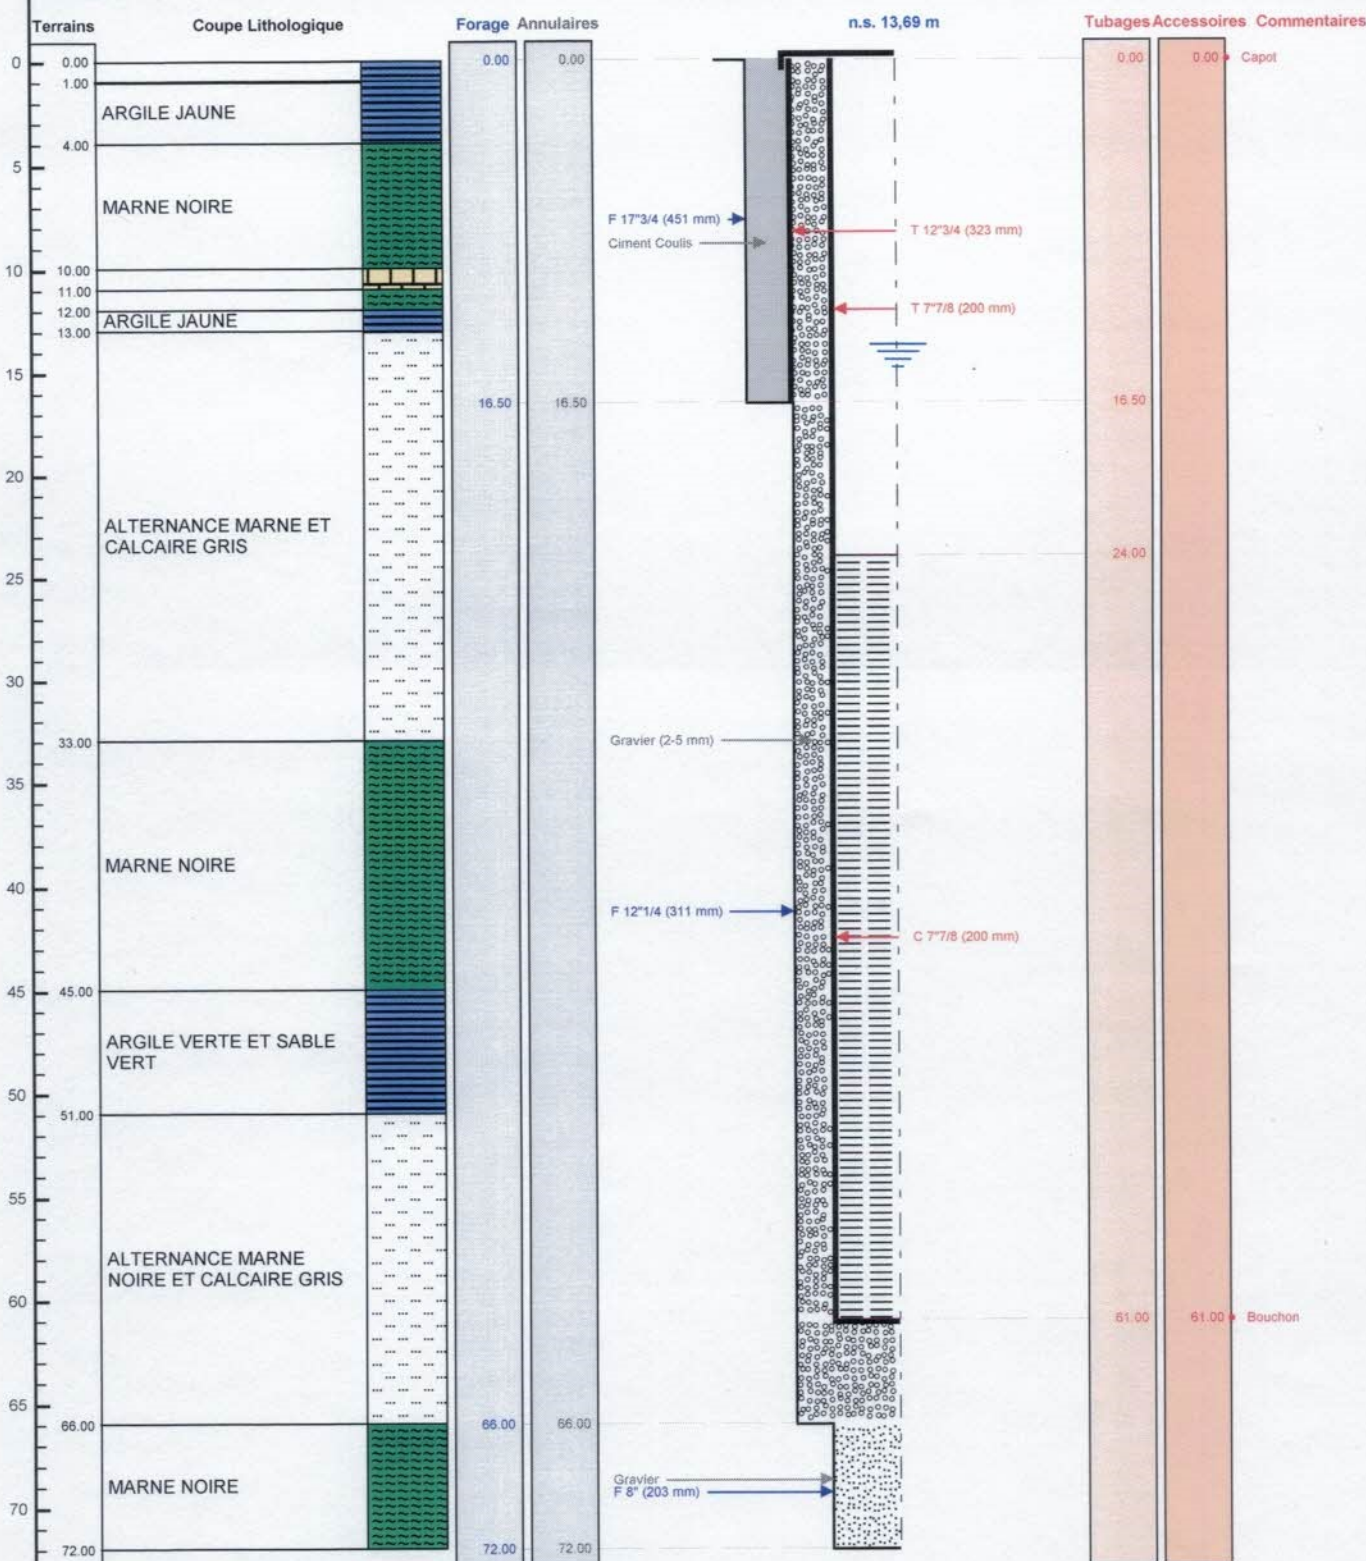 Terrains Coupe Lithologique Forage Annulaires n.s. 13,69 m Tubages Accessoires Commentaires
0 0.00 0.00 0.00 0.00 0.00 Capot
1.00
ARGILE JAUNE
4.00
5
MARNE NOIRE
F 17"3/4 (451 mm)
T 12"3/4 (323 mm)
Ciment Coulis
10 10.00
11.00
12.00
T 7"7/8 (200 mm)
ARGILE JAUNE
13.00
15
16.50 16.50 16.50
20
ALTERNANCE MARNE ET
CALCAIRE GRIS
24.00
25
30
33.00
Gravier (2-5 mm)
35
MARNE NOIRE
40
F 12"1/4 (311 mm)
C 7"7/8 (200 mm)
45 45.00
ARGILE VERTE ET SABLE
VERT
50
51.00
55
ALTERNANCE MARNE
NOIRE ET CALCAIRE GRIS
60
61.00 61.00 Bouchon
65
66.00 66.00 66.00
MARNE NOIRE
Gravier
F 8" (203 mm)
70
72.00 72.00 72.00